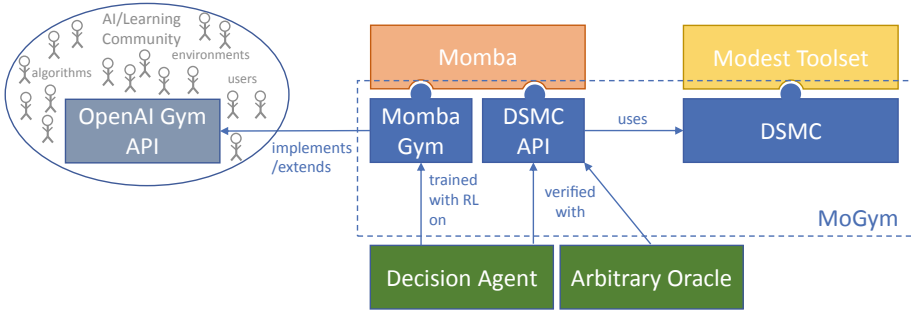 AI/Learning
Community
environments
algorithms
users
OpenAI Gym
API
implements
/extends
Momba
Modest Toolset
Momba
Gym
DSMC
API
uses
DSMC
trained
with RL
on
verified
with
MoGym
Decision Agent
Arbitrary Oracle